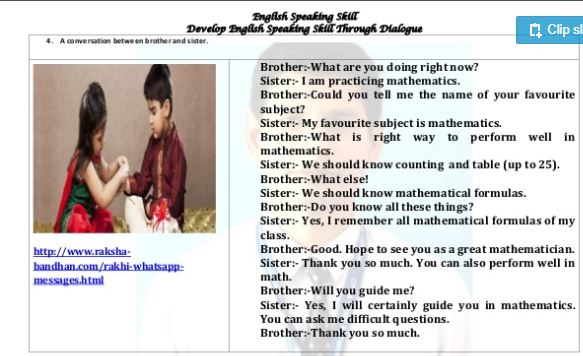 English Speaking Skill
Develop English Speaking Skill Through Dialogue
Clip sl
4. A conversation between brother and sister.
http://www.raksha-
bandhan.com/rakhi-whatsapp-
messages.html
Brother:-What are you doing right now?
Sister:- I am practicing mathematics.
Brother:-Could you tell me the name of your favourite
subject?
Sister:- My favourite subject is mathematics.
Brother:-What is right way to perform well in
mathematics.
Sister:- We should know counting and table (up to 25).
Brother:-What else!
Sister:- We should know mathematical formulas.
Brother:-Do you know all these things?
Sister:- Yes, I remember all mathematical formulas of my
class.
Brother:-Good. Hope to see you as a great mathematician.
Sister:- Thank you so much. You can also perform well in
math.
Brother:-Will you guide me?
Sister:- Yes, I will certainly guide you in mathematics.
You can ask me difficult questions.
Brother:-Thank you so much.